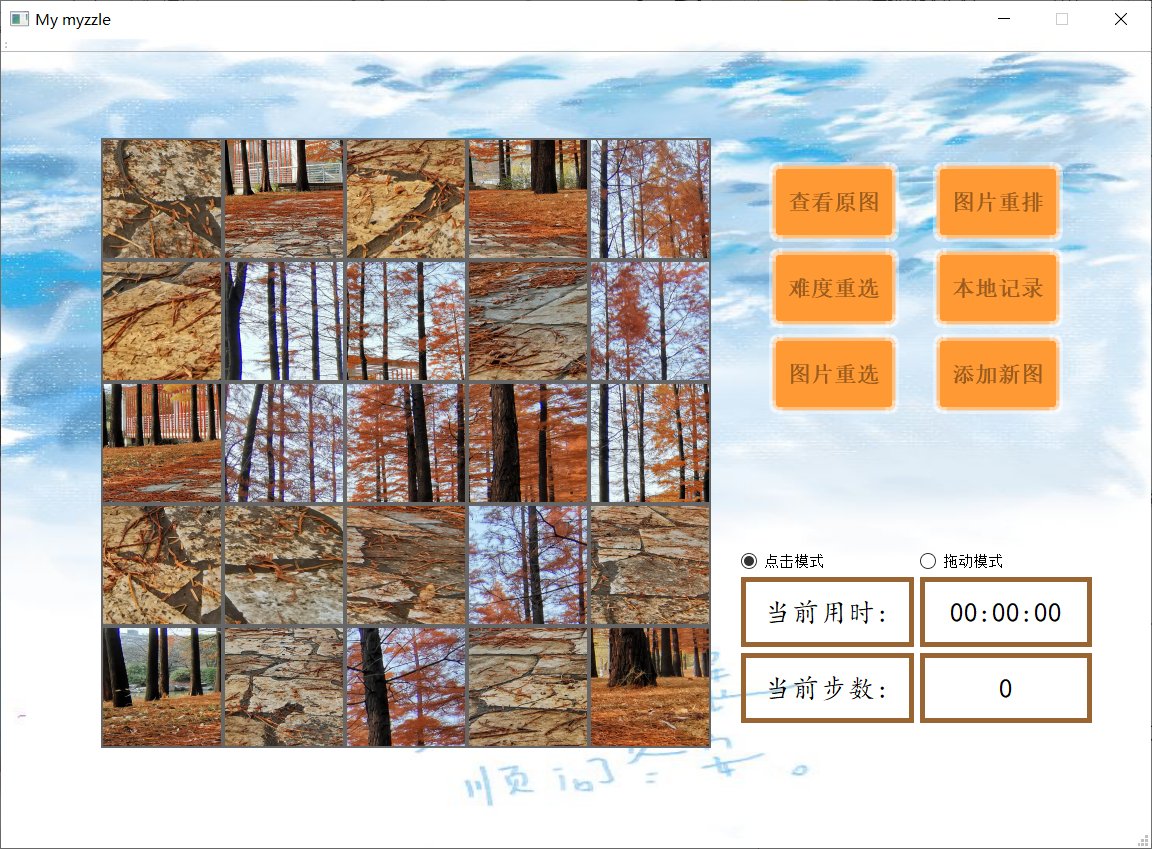 My myzzle
查看原图
图片重排
难度重选
本地记录
图片重选
添加新图
点击模式
拖动模式
当前用时:
00:00:00
当前步数:
0